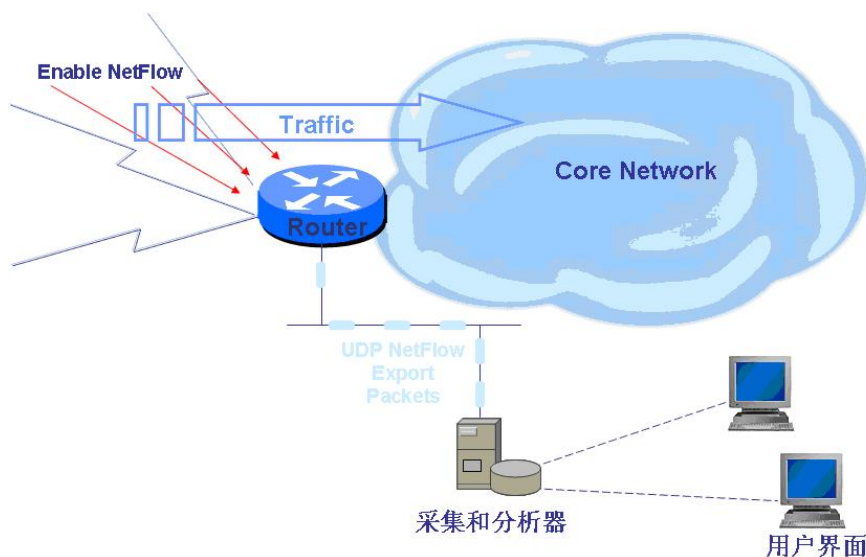 Enable NetFlow
Traffic
Core Network
Router
UDP NetFlow
Export
Packets
采集和分析器
用户界面